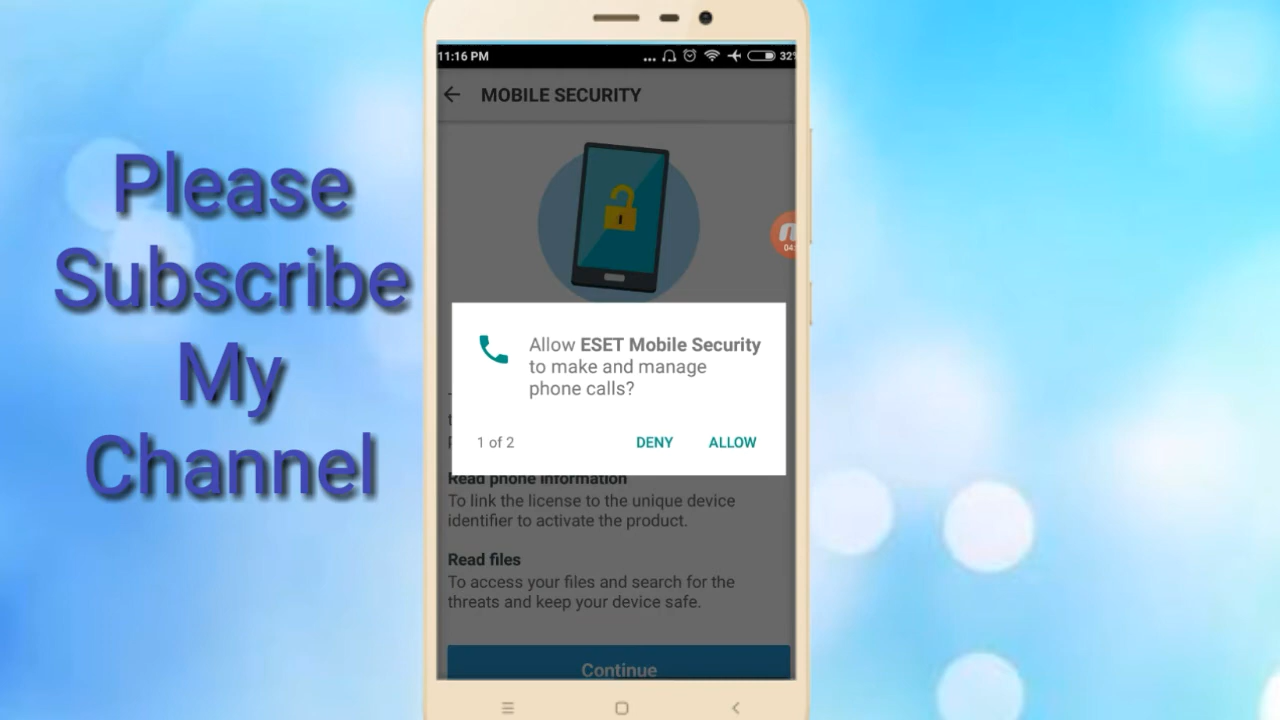 Please
Subscribe
My
Channel
11:16 PM
32%
MOBILE SECURITY
04:
Allow ESET Mobile Security
to make and manage
phone calls?
1 of 2
DENY
ALLOW
Read phone information
To link the license to the unique device
identifier to activate the product.
Read files
To access your files and search for the
threats and keep your device safe.
Continue